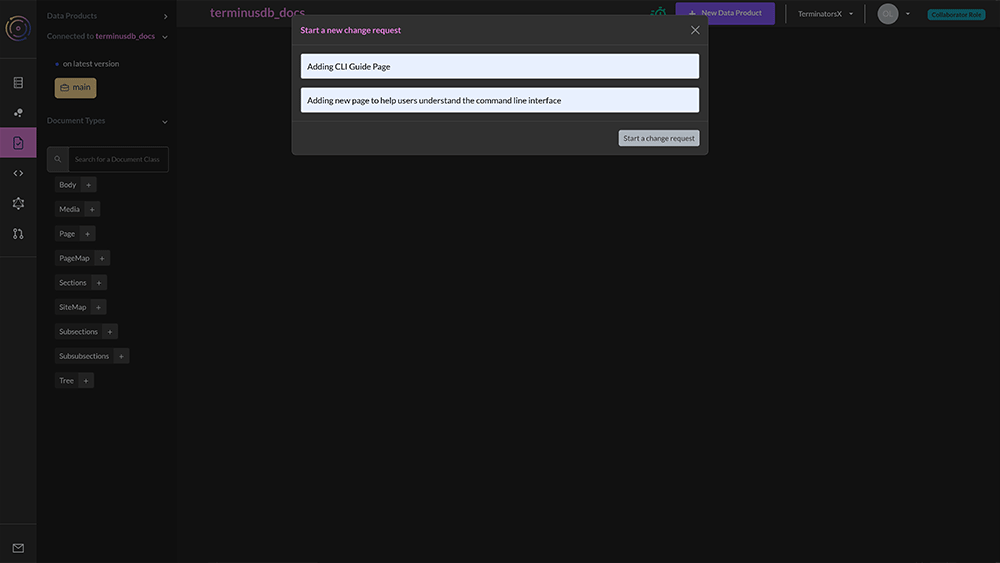 Data Products
Connected to terminusdb_docs
on latest version
main
Document Types
Search for a Document Class
Body +
Media +
Page +
PageMap +
Sections +
SiteMap +
Subsections +
Subsubsections +
Tree +
terminusdb_docs
+ New Data Product
TerminatorsX
OL
Collaborator Role
Start a new change request
Adding CLI Guide Page
Adding new page to help users understand the command line interface
Start a change request